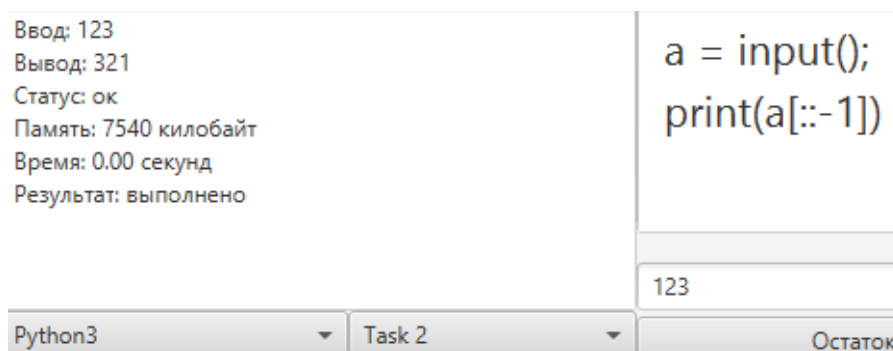 Ввод: 123
Вывод: 321
Статус: ок
Память: 7540 килобайт
Время: 0.00 секунд
Результат: выполнено
a = input();
print(a[::-1])
123
Python3
Task 2
Остаток